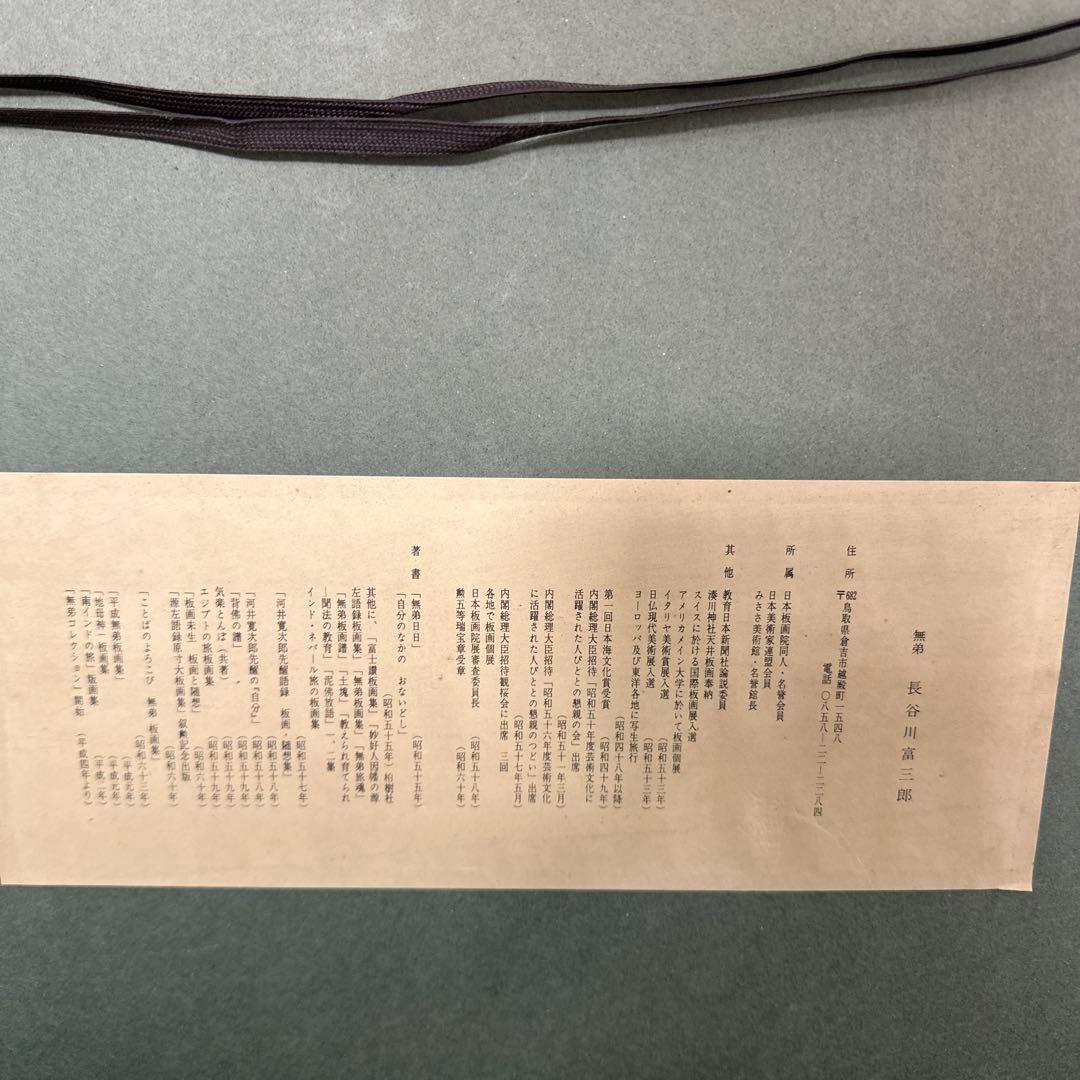 無弟　長谷川富三郎
住所　〒682 鳥取県倉吉市越殿町一五四八
電話　〇八五八―二二―二二八四
所属　日本板画院同人・名誉会員
日本美術家連盟会員
みささ美術館・名誉館長
其他　教育日本新聞社論説委員
湊川神社天井板画奉納
スイスに於ける国際板画展入選
アメリカメイン大学に於いて板画個展
イタリヤ美術賞展入選　（昭和五十三年）
日仏現代美術展入選　（昭和五十三年）
ヨーロッパ及び東洋各地に写生旅行
（昭和四十八年以降）
第一回日本海文化賞受賞　（昭和四十九年）
内閣総理大臣招待「昭和五十年度芸術文化に
活躍された人びととの懇親の会」出席
（昭和五十一年三月）
内閣総理大臣招待「昭和五十六年度芸術文化
に活躍された人びととの懇親のつどい」出席
（昭和五十七年五月）
内閣総理大臣招待観桜会に出席　三回
各地で板画個展
日本板画院展審査委員長　（昭和五十八年）
勲五等瑞宝章受章　（昭和六十年）
著書　「無弟日日」　（昭和五十五年）
「自分のなかの　おないどし」
（昭和五十五年）柏樹社
其他に、「富士讃板画集」「妙好人因幡の源
左語録板画集」「無弟板画集」「無弟旅魂」
「無弟板画譜」「土塊」「教えられ育てられ
―聞法の教育」「泥佛放語」一、二集
インド・ネパール旅の板画集
（昭和五十七年）
「河井寛次郎先醒語録　板画・随想集」
（昭和五十八年）
「河井寛次郎先醒の『自分』」
（昭和五十九年）
「背佛の譜」　（昭和五十九年）
気楽とんぼ（共著）　（昭和五十九年）
エジプトの旅板画集　（昭和六十年）
「板画未生　板画と随想」
「源左語録原寸大板画集」叙勲記念出版
（昭和六十年）
「ことばのよろこび　無弟　板画集」
（昭和六十三年）
「平成無弟板画集」　（平成元年）
「地母神」板画集　（平成元年）
「南インドの旅」版画集　（平成二年）
「無弟コレクション」開始　（平成四年より）